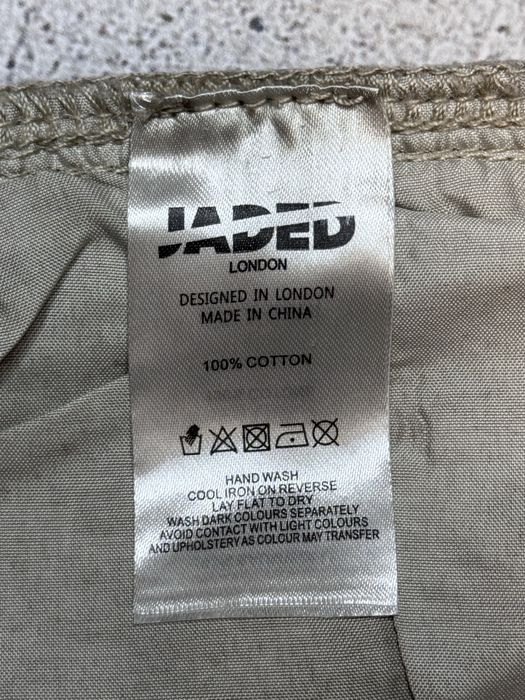 JADED
LONDON
DESIGNED IN LONDON
MADE IN CHINA
100% COTTON
HAND WASH
COOL IRON ON REVERSE
LAY FLAT TO DRY
WASH DARK COLOURS SEPARATELY
AVOID CONTACT WITH LIGHT COLOURS
AND UPHOLSTERY AS COLOUR MAY TRANSFER